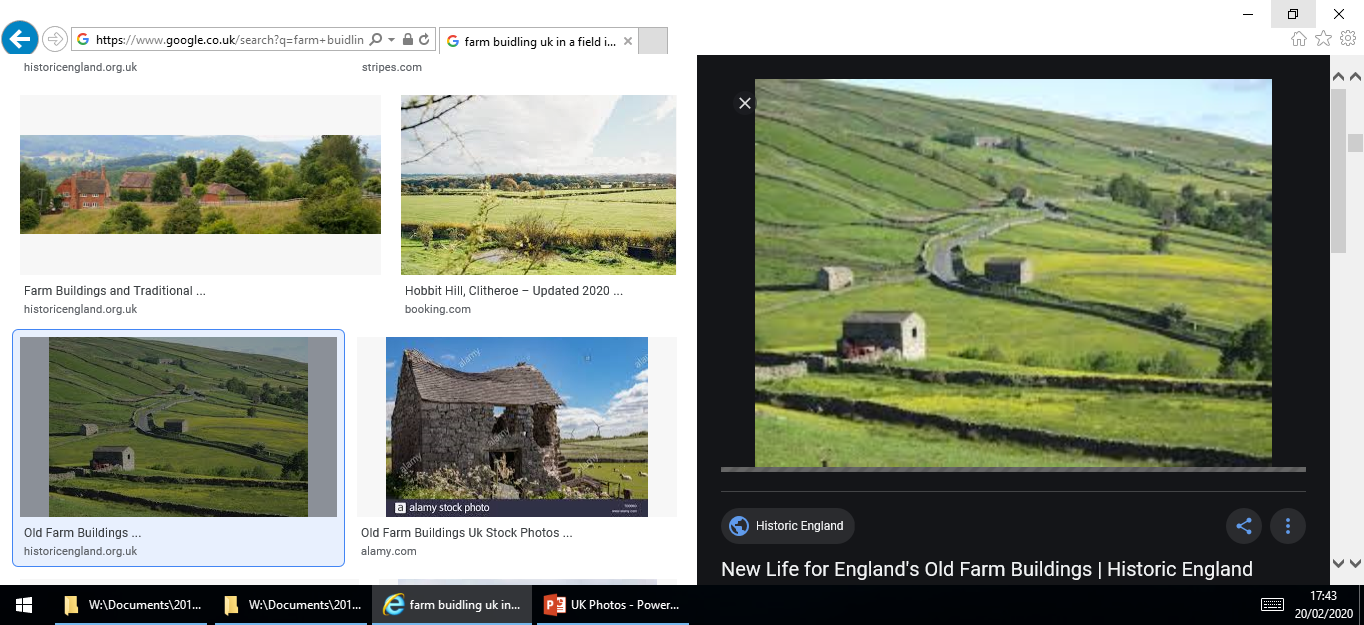 https://www.google.co.uk/search?q=farm+buidlin
farm buidling uk in a field i...
historicengland.org.uk
stripes.com
Farm Buildings and Traditional ...
historicengland.org.uk
Hobbit Hill, Clitheroe – Updated 2020 ...
booking.com
alamy
alamy
alamy
a alamy stock photo
Old Farm Buildings ...
historicengland.org.uk
Old Farm Buildings Uk Stock Photos ...
alamy.com
Historic England
New Life for England's Old Farm Buildings | Historic England
W:\Documents\201...
W:\Documents\201...
farm buidling uk in...
UK Photos - Power...
17:43
20/02/2020